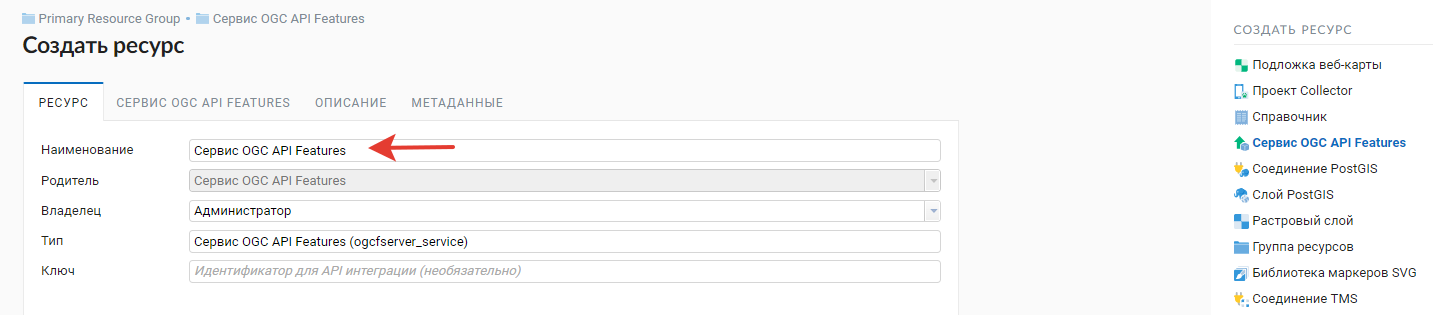 Primary Resource Group • Сервис OGC API Features
Создать ресурс
РЕСУРС СЕРВИС OGC API FEATURES ОПИСАНИЕ МЕТАДАННЫЕ
Наименование Сервис OGC API Features
Родитель Сервис OGC API Features
Владелец Администратор
Тип Сервис OGC API Features (ogcfserver_service)
Ключ Идентификатор для API интеграции (необязательно)
СОЗДАТЬ РЕСУРС
Подложка веб-карты
Проект Collector
Справочник
Сервис OGC API Features
Соединение PostGIS
Слой PostGIS
Растровый слой
Группа ресурсов
Библиотека маркеров SVG
Соединение TMS